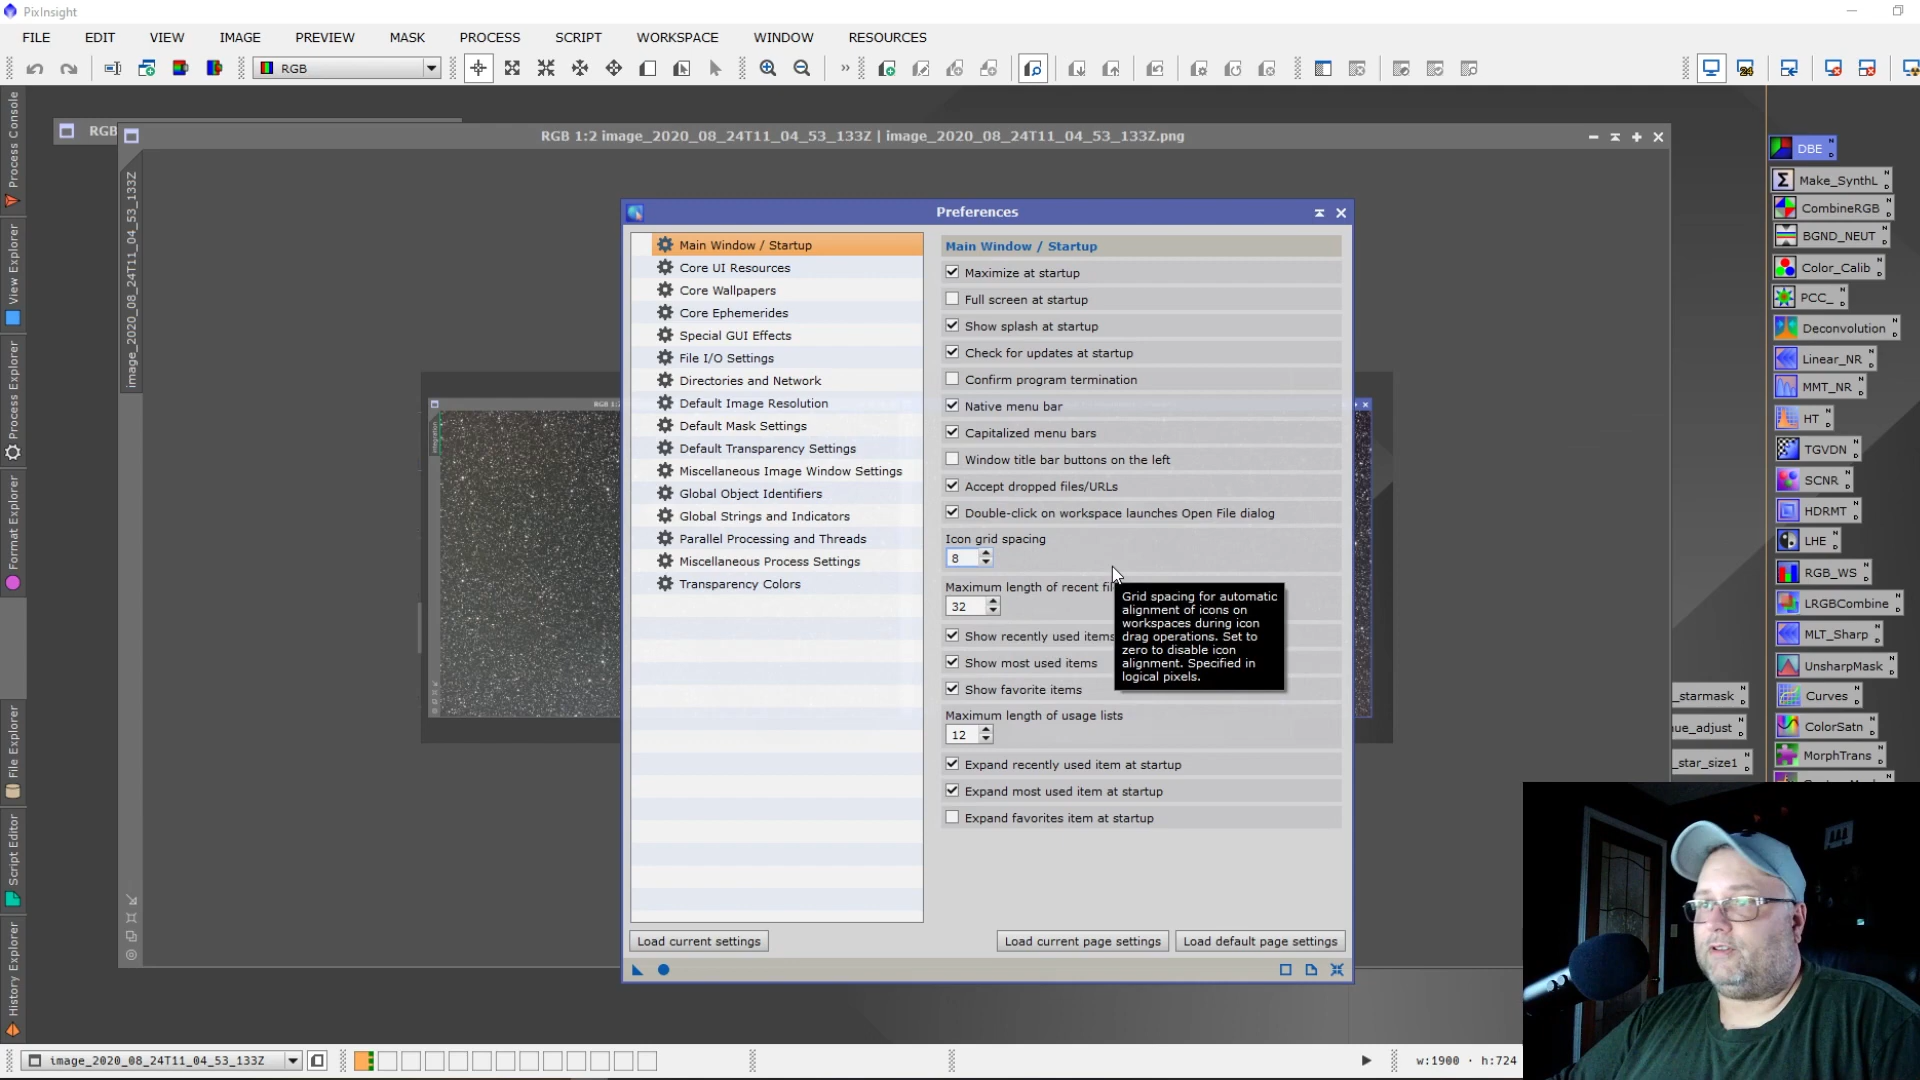 PixInsight
FILE EDIT VIEW IMAGE PREVIEW MASK PROCESS SCRIPT WORKSPACE WINDOW RESOURCES
RGB
24
Process Console
View Explorer
Process Explorer
Format Explorer
File Explorer
Script Editor
History Explorer
RGB
RGB 1:2 image_2020_08_24T11_04_53_133Z | image_2020_08_24T11_04_53_133Z.png
image_2020_08_24T11_04_53_133Z
Preferences
Main Window / Startup
Core UI Resources
Core Wallpapers
Core Ephemerides
Special GUI Effects
File I/O Settings
Directories and Network
Default Image Resolution
Default Mask Settings
Default Transparency Settings
Miscellaneous Image Window Settings
Global Object Identifiers
Global Strings and Indicators
Parallel Processing and Threads
Miscellaneous Process Settings
Transparency Colors
Main Window / Startup
Maximize at startup
Full screen at startup
Show splash at startup
Check for updates at startup
Confirm program termination
Native menu bar
Capitalized menu bars
Window title bar buttons on the left
Accept dropped files/URLs
Double-click on workspace launches Open File dialog
Icon grid spacing
8
Maximum length of recent fil
32
Show recently used items
Show most used items
Show favorite items
Maximum length of usage lists
12
Expand recently used item at startup
Expand most used item at startup
Expand favorites item at startup
Grid spacing for automatic
alignment of icons on
workspaces during icon
drag operations. Set to
zero to disable icon
alignment. Specified in
logical pixels.
Load current settings
Load current page settings
Load default page settings
DBE
Make_SynthL
CombineRGB
BGND_NEUT
Color_Calib
PCC_
Deconvolution
Linear_NR
MMT_NR
HT
TGVDN
SCNR
HDRMT
LHE
RGB_WS
LRGBCombine
MLT_Sharp
UnsharpMask
Curves
ColorSatn
MorphTrans
_starmask
ue_adjust
_star_size1
image_2020_08_24T11_04_53_133Z
w:1900 · h:724